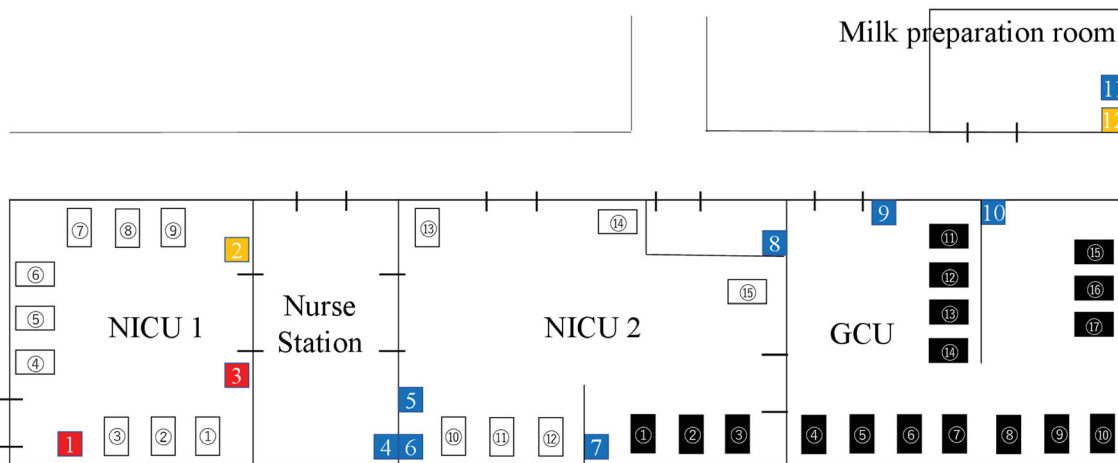 Milk preparation room
11
12
⑦ ⑧ ⑨
2
⑬
⑭
8
9
10
⑪
⑮
⑥
⑫
⑯
⑤
NICU 1
Nurse
Station
NICU 2
⑮
GCU
⑬
⑰
④
3
⑭
5
1
③ ② ①
4 6
⑩ ⑪ ⑫
7
① ② ③
④ ⑤ ⑥ ⑦ ⑧ ⑨ ⑩